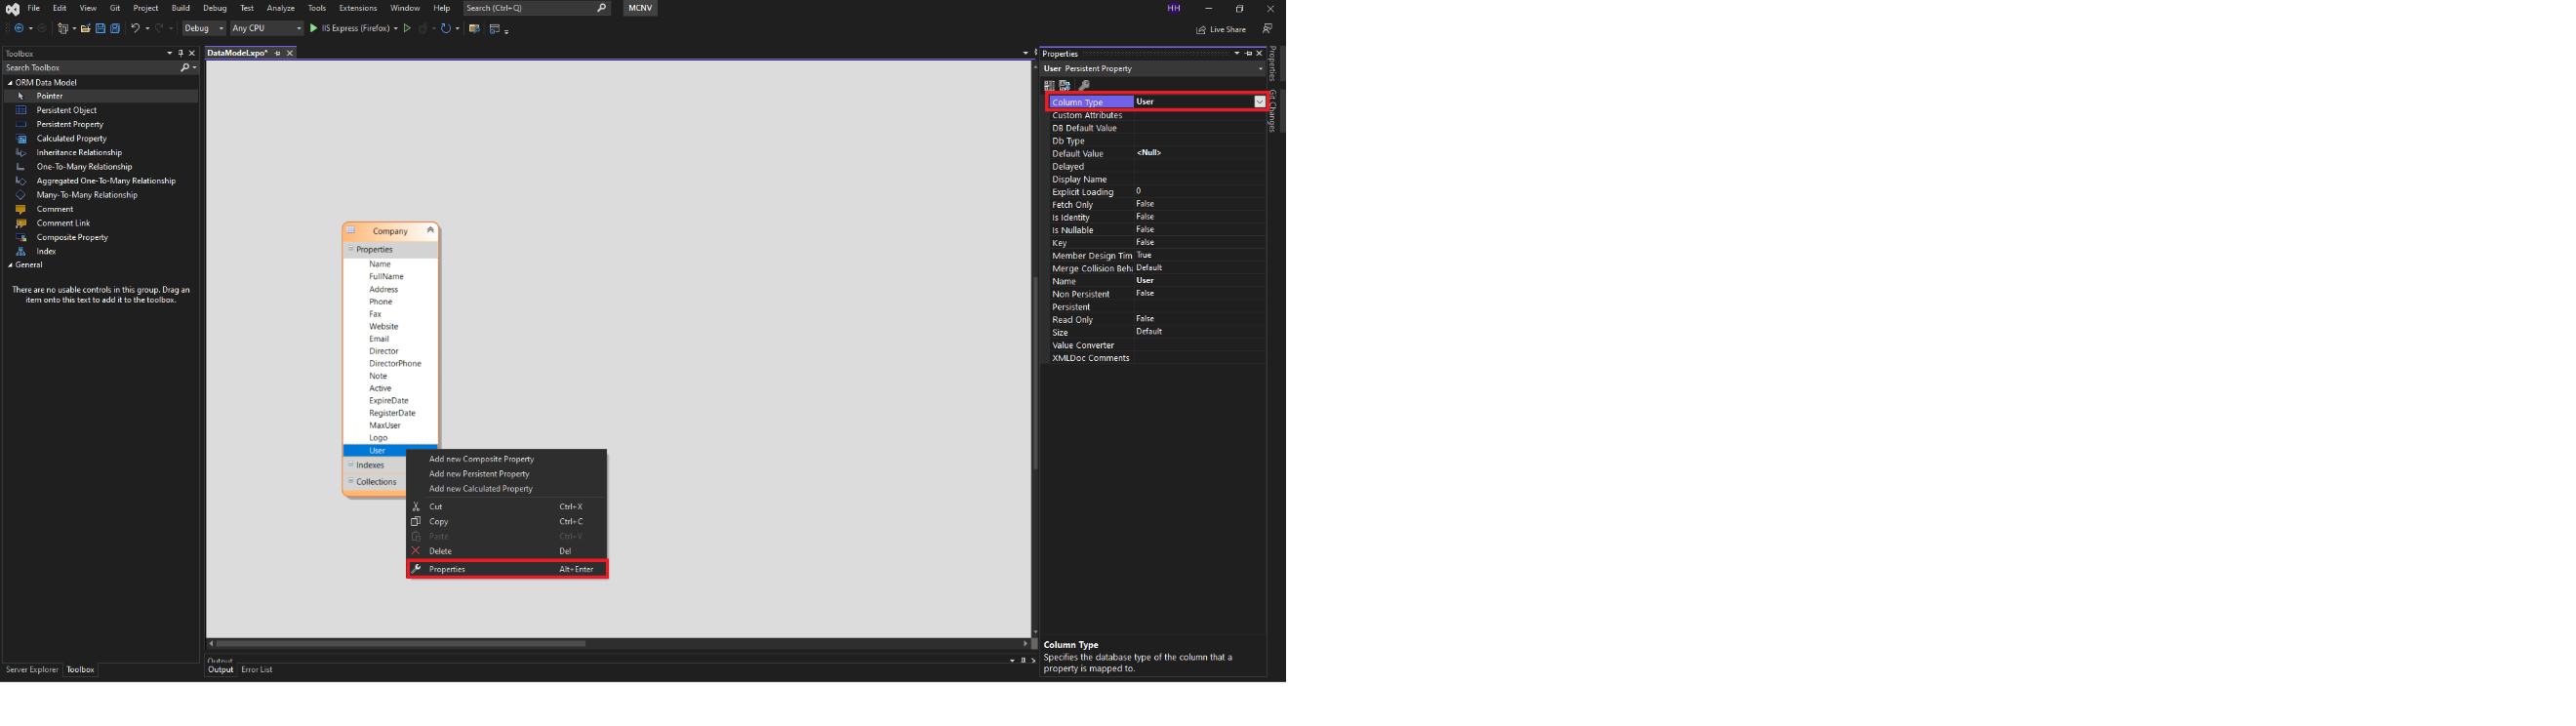 File Edit View Git Project Build Debug Test Analyze Tools Extensions Window Help Search (Ctrl+Q) MCNV HH
Debug Any CPU IIS Express (Firefox) Live Share
Toolbox
Search Toolbox
ORM Data Model
Pointer
Persistent Object
Persistent Property
Calculated Property
Inheritance Relationship
One-To-Many Relationship
Aggregated One-To-Many Relationship
Many-To-Many Relationship
Comment
Comment Link
Composite Property
Index
General
There are no usable controls in this group. Drag an
item onto this text to add it to the toolbox.
Server Explorer Toolbox
DataModel.xpo*
Company
Properties
Name
FullName
Address
Phone
Fax
Website
Email
Director
DirectorPhone
Note
Active
ExpireDate
RegisterDate
MaxUser
Logo
User
Indexes
Collections
Add new Composite Property
Add new Persistent Property
Add new Calculated Property
Cut Ctrl+X
Copy Ctrl+C
Paste Ctrl+V
Delete Del
Properties Alt+Enter
Output
Output Error List
Properties
User Persistent Property
Column Type User
Custom Attributes
DB Default Value
Db Type
Default Value <Null>
Delayed
Display Name
Explicit Loading 0
Fetch Only False
Is Identity False
Is Nullable False
Key False
Member Design Tim True
Merge Collision Beh Default
Name User
Non Persistent False
Persistent
Read Only False
Size Default
Value Converter
XMLDoc Comments
Column Type
Specifies the database type of the column that a
property is mapped to.
Properties
Git Changes